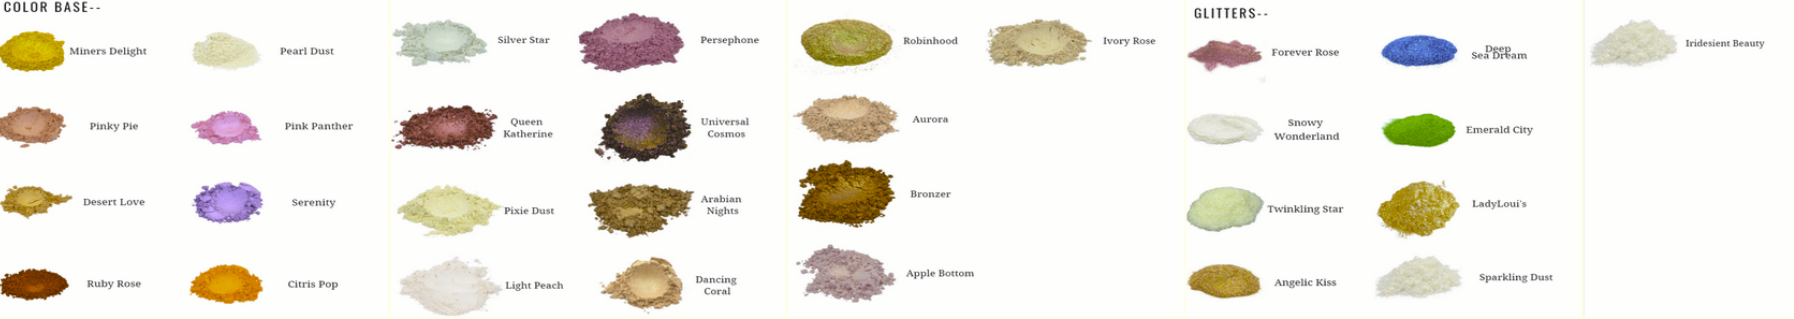 COLOR BASE--
Miners Delight
Pearl Dust
Pinky Pie
Pink Panther
Desert Love
Serenity
Ruby Rose
Citris Pop
Silver Star
Persephone
Queen
Katherine
Universal
Cosmos
Pixie Dust
Arabian
Nights
Light Peach
Dancing
Coral
Robinhood
Ivory Rose
Aurora
Bronzer
Apple Bottom
GLITTERS--
Forever Rose
Deep
Sea Dream
Snowy
Wonderland
Emerald City
Twinkling Star
LadyLoui's
Angelic Kiss
Sparkling Dust
Iridesient Beauty